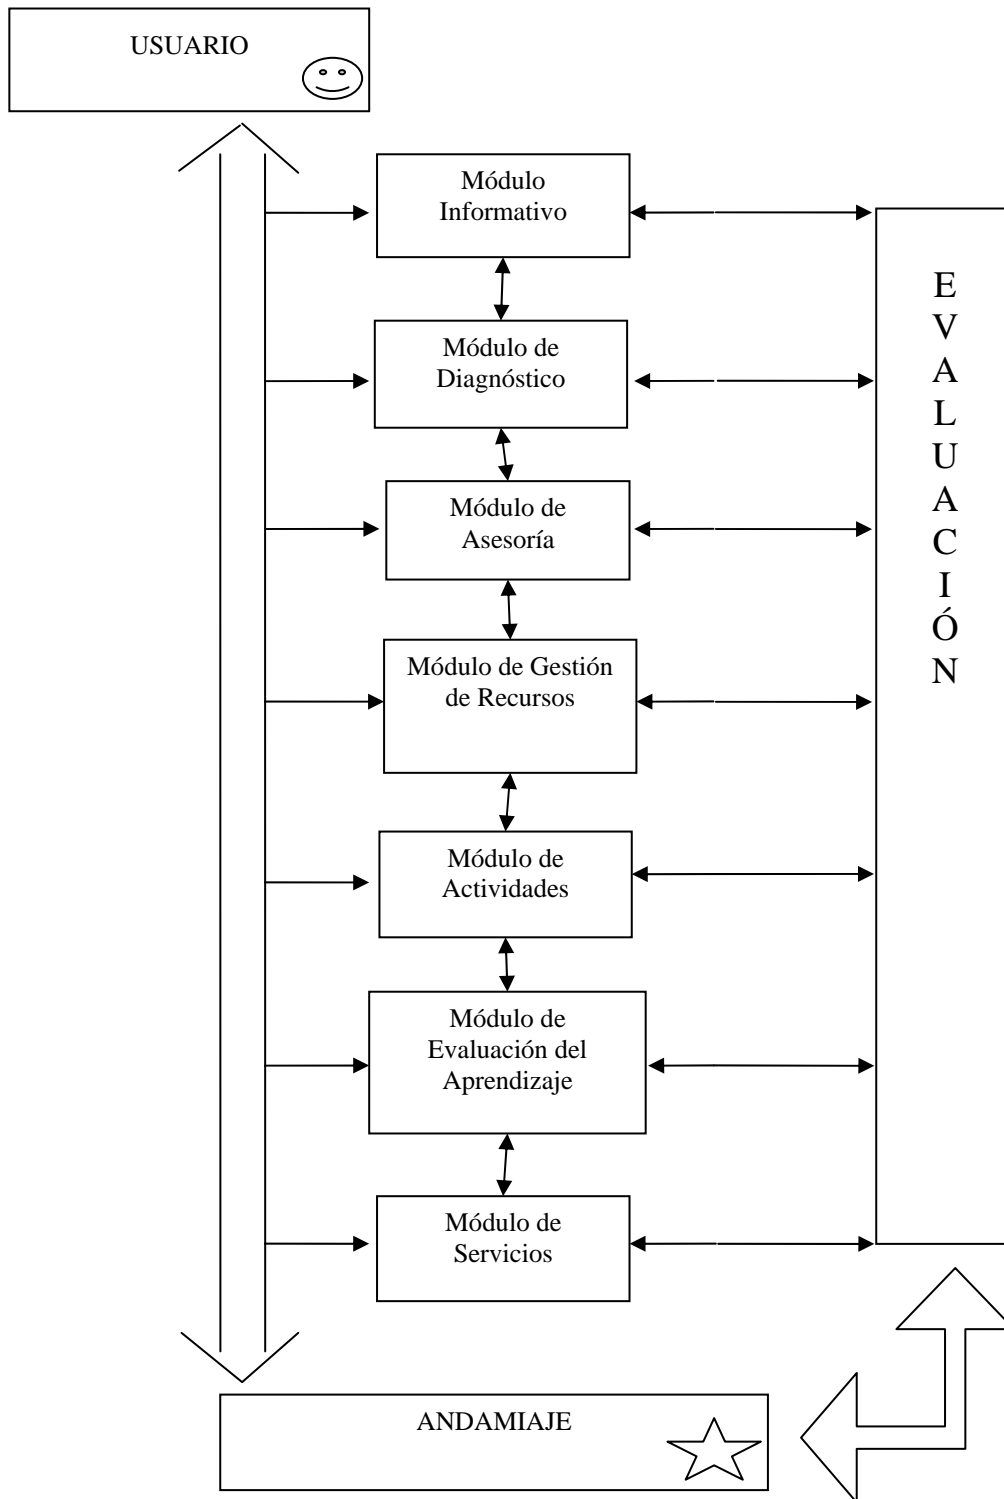 USUARIO
Módulo
Informativo
Módulo de
Diagnóstico
Módulo de
Asesoría
Módulo de Gestión
de Recursos
Módulo de
Actividades
Módulo de
Evaluación del
Aprendizaje
Módulo de
Servicios
E
V
A
L
U
A
C
I
Ó
N
ANDAMIAJE